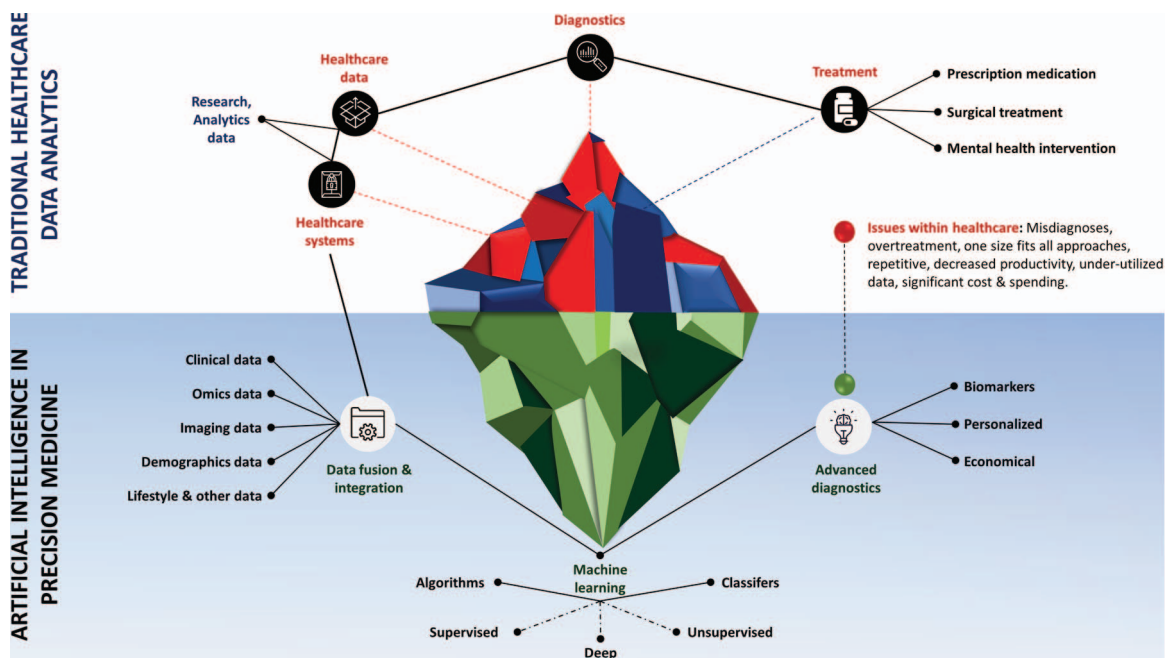 TRADITIONAL HEALTHCARE
DATA ANALYTICS
Diagnostics
Healthcare
data
Research,
Analytics
data
Healthcare
systems
Treatment
Prescription medication
Surgical treatment
Mental health intervention
Issues within healthcare: Misdiagnoses,
overtreatment, one size fits all approaches,
repetitive, decreased productivity, under-utilized
data, significant cost & spending.
ARTIFICIAL INTELLIGENCE IN
PRECISION MEDICINE
Clinical data
Omics data
Imaging data
Demographics data
Lifestyle & other data
Data fusion &
integration
Biomarkers
Personalized
Economical
Advanced
diagnostics
Machine
learning
Algorithms
Classifers
Supervised
Unsupervised
Deep